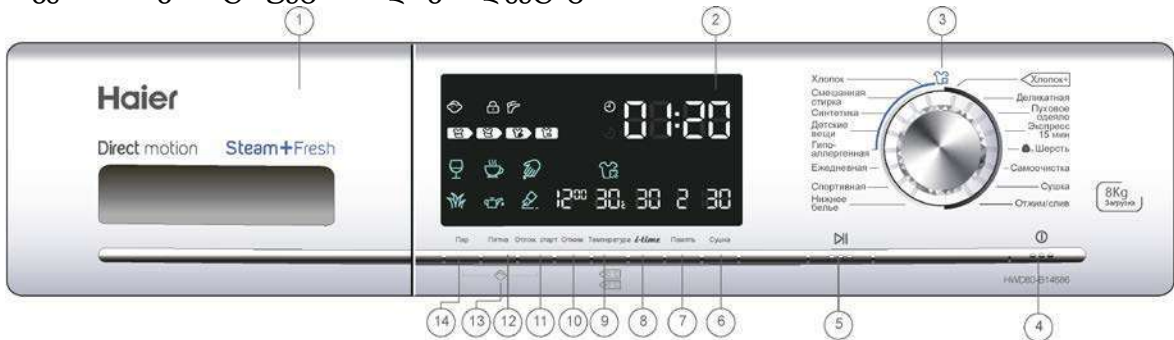 1
2
3
Haier
Direct motion Steam+Fresh
01:20
12:00 30 30 2 30
Хлопок
Смешанная
стирка
Синтетика
Детские
вещи
Гипо-
аллергенная
Ежедневная
Спортивная
Нижнее
белье
Хлопок+
Деликатная
Пуховое
одеяло
Экспресс
15 мин
Шерсть
Самоочистка
Сушка
Отжим/слив
8Kg
Загрузка
Пар Пятна Отлож. старт Отжим Температура i-time Память Сушка
HWD80-B14686
14 13 12 11 10 9 8 7 6 5 4